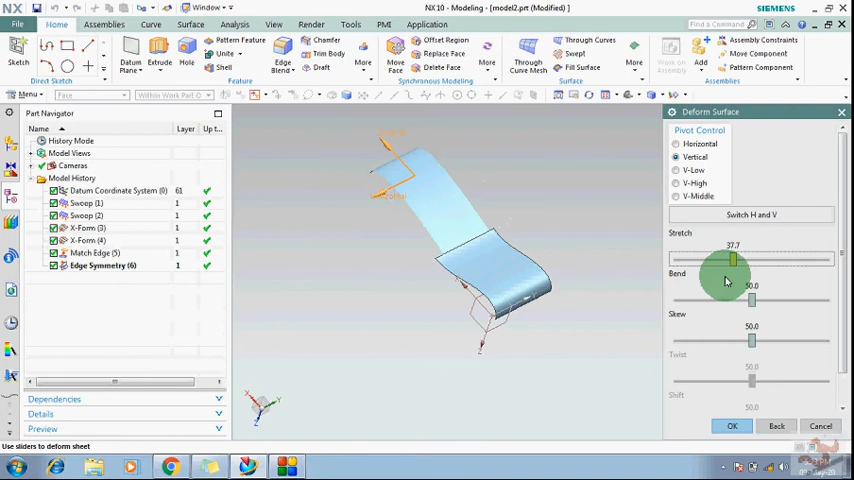 NX
Window
NX 10 - Modeling - [model2.prt (Modified) ]
SIEMENS
File Home Assemblies Curve Surface Analysis View Render Tools PMI Application
Find a Command
Sketch
Direct Sketch
Datum Plane
Extrude
Hole
Pattern Feature
Unite
Shell
Edge Blend
Chamfer
Trim Body
Draft
More
Feature
Move Face
Offset Region
Replace Face
Delete Face
More
Synchronous Modeling
Through Curve Mesh
Through Curves
Swept
Fill Surface
More
Surface
Work on Assembly
Add
Assembly Constraints
Move Component
Pattern Component
Assemblies
Menu
Face
Within Work Part O
Part Navigator
Name Layer Up t...
History Mode
Model Views
Cameras
Model History
Datum Coordinate System (0) 61
Swoop (1) 1
Swoop (2) 1
X-Form (3) 1
X-Form (4) 1
Match Edge (5) 1
Edge Symmetry (6) 1
Dependencies
Details
Preview
X
Y
Z
Z
Deform Surface
Pivot Control
Horizontal
Vertical
V-Low
V-High
V-Middle
Switch H and V
Stretch
37.7
Bend
50.0
Skew
50.0
Twist
50.0
Shift
50.0
OK Back Cancel
Use sliders to deform sheet